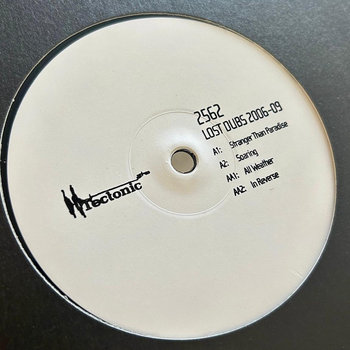 2562
LOST DUBS 2006-09
A1: Stranger Than Paradise
A2: Soaring
AA1: All Weather
AA2: In Reverse
Tectonic